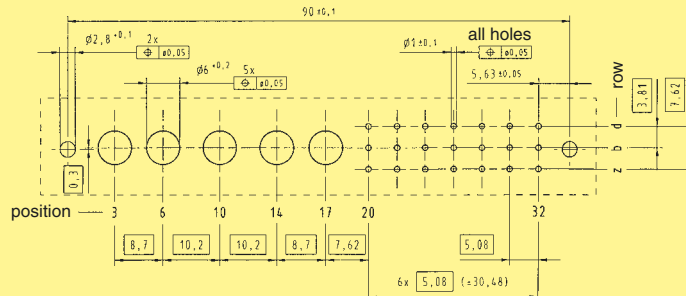 90 ±0,1
Ø2,8 +0,1 2x
⌖ ø0,05
Ø6 +0,2 5x
⌖ ø0,05
Ø1±0,1 all holes
⌖ ø0,05
5,63 ±0,05
row
3,81
7,62
d
b
z
0,3
position 3 6 10 14 17 20 32
8,7 10,2 10,2 8,7 7,62 5,08
6x 5,08 (=30,48)